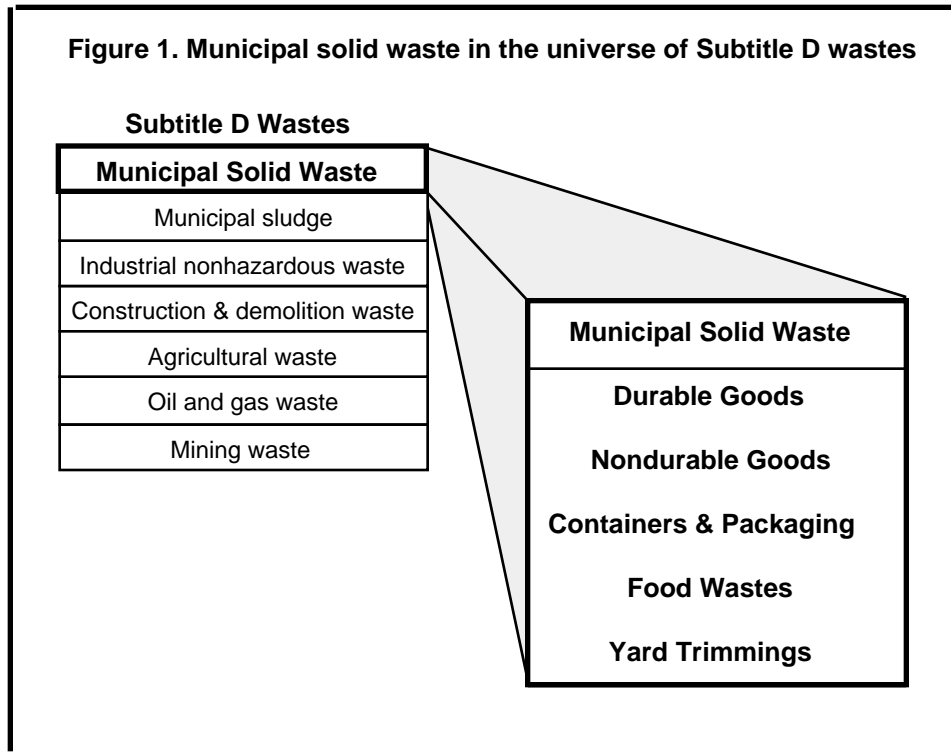 Figure 1. Municipal solid waste in the universe of Subtitle D wastes
Subtitle D Wastes
Municipal Solid Waste
Municipal sludge
Industrial nonhazardous waste
Construction & demolition waste
Agricultural waste
Oil and gas waste
Mining waste
Municipal Solid Waste
Durable Goods
Nondurable Goods
Containers & Packaging
Food Wastes
Yard Trimmings